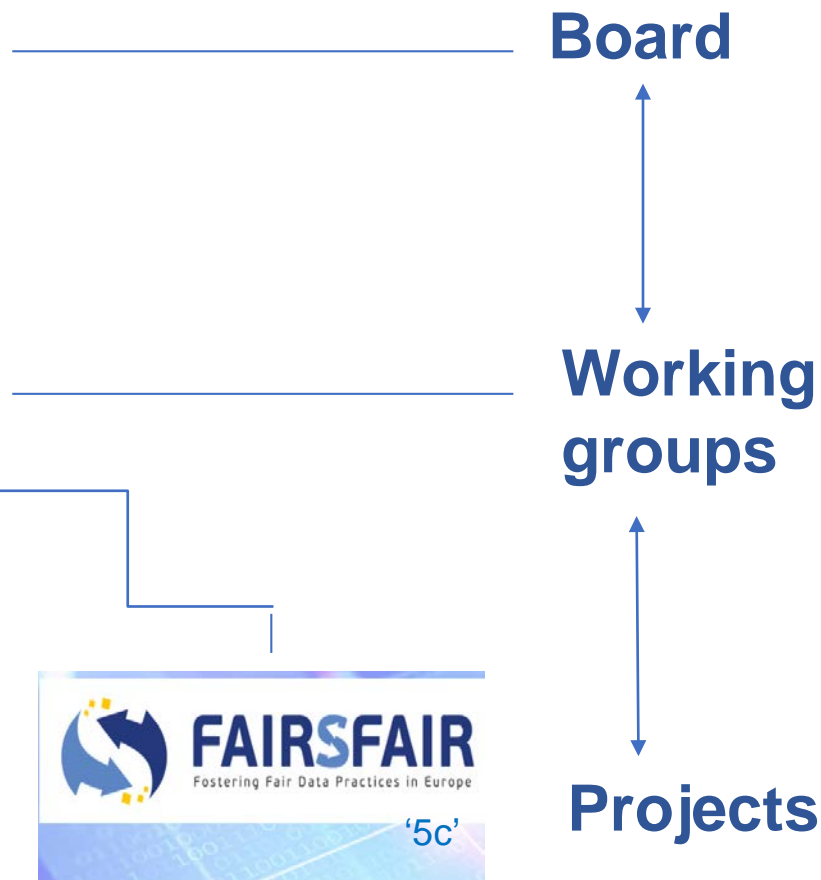 Board
Working
groups
FAIRSFAIR
Fostering Fair Data Practices in Europe
‘5c’
Projects